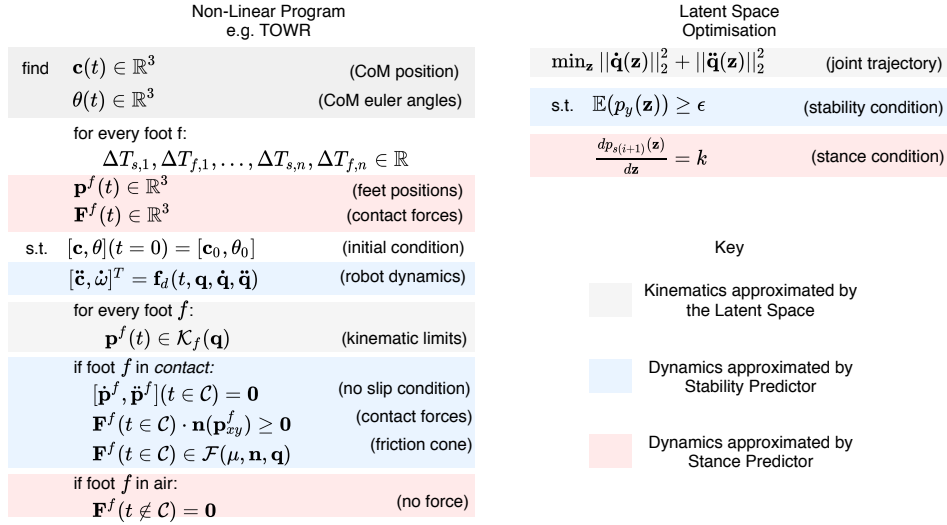 Non-Linear Program
e.g. TOWR
find c(t) ∈ ℝ³ (CoM position)
θ(t) ∈ ℝ³ (CoM euler angles)
for every foot f:
ΔT_{s,1}, ΔT_{f,1}, . . . , ΔT_{s,n}, ΔT_{f,n} ∈ ℝ
p^f(t) ∈ ℝ³ (feet positions)
F^f(t) ∈ ℝ³ (contact forces)
s.t. [c, θ](t = 0) = [c₀, θ₀] (initial condition)
[c̈, ω̇]^T = f_d(t, q, q̇, q̈) (robot dynamics)
for every foot f:
p^f(t) ∈ K_f(q) (kinematic limits)
if foot f in contact:
[ṗ^f, p̈^f](t ∈ C) = 0 (no slip condition)
F^f(t ∈ C) · n(p^f_{xy}) ≥ 0 (contact forces)
F^f(t ∈ C) ∈ F(μ, n, q) (friction cone)
if foot f in air:
F^f(t ∉ C) = 0 (no force)
Latent Space
Optimisation
min_z ||q̇(z)||²₂ + ||q̈(z)||²₂ (joint trajectory)
s.t. 𝔼(p_y(z)) ≥ ϵ (stability condition)
dp_{s(i+1)}(z)/dz = k (stance condition)
Key
Kinematics approximated by
the Latent Space
Dynamics approximated by
Stability Predictor
Dynamics approximated by
Stance Predictor